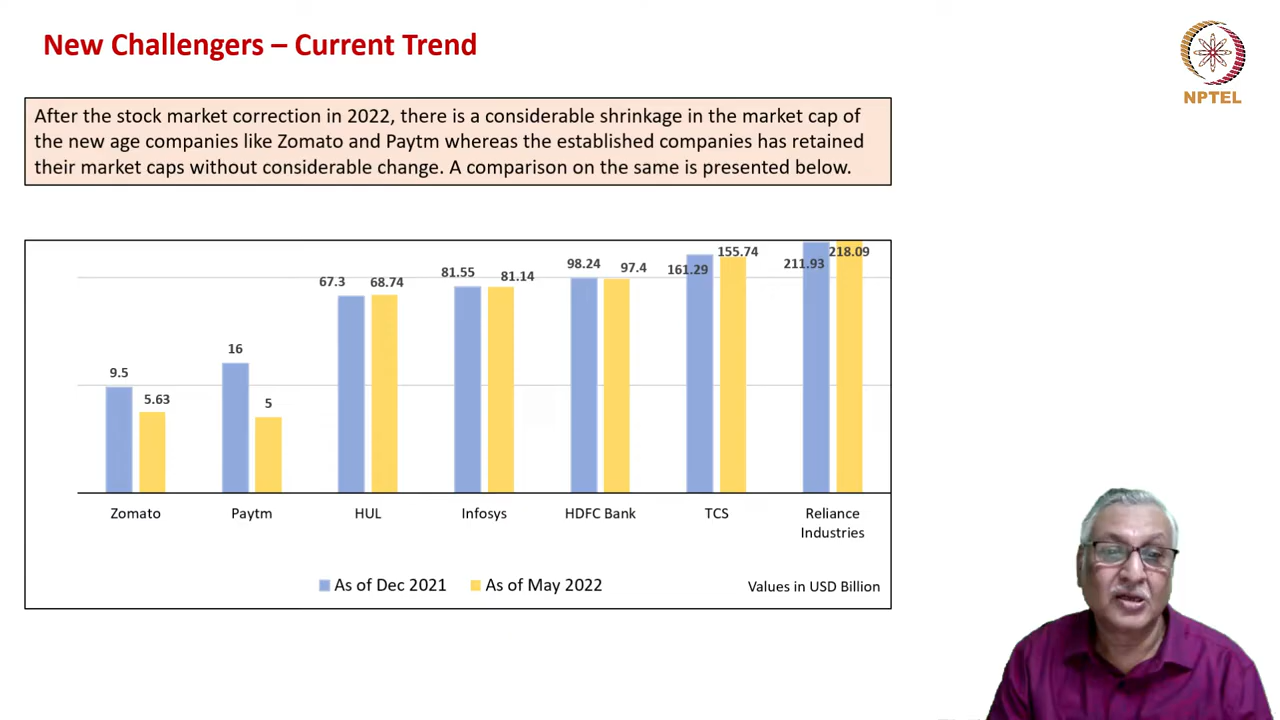 New Challengers – Current Trend
NPTEL
After the stock market correction in 2022, there is a considerable shrinkage in the market cap of
the new age companies like Zomato and Paytm whereas the established companies has retained
their market caps without considerable change. A comparison on the same is presented below.
9.5
5.63
16
5
67.3
68.74
81.55
81.14
98.24
97.4
161.29
155.74
211.93
218.09
Zomato
Paytm
HUL
Infosys
HDFC Bank
TCS
Reliance
Industries
As of Dec 2021
As of May 2022
Values in USD Billion